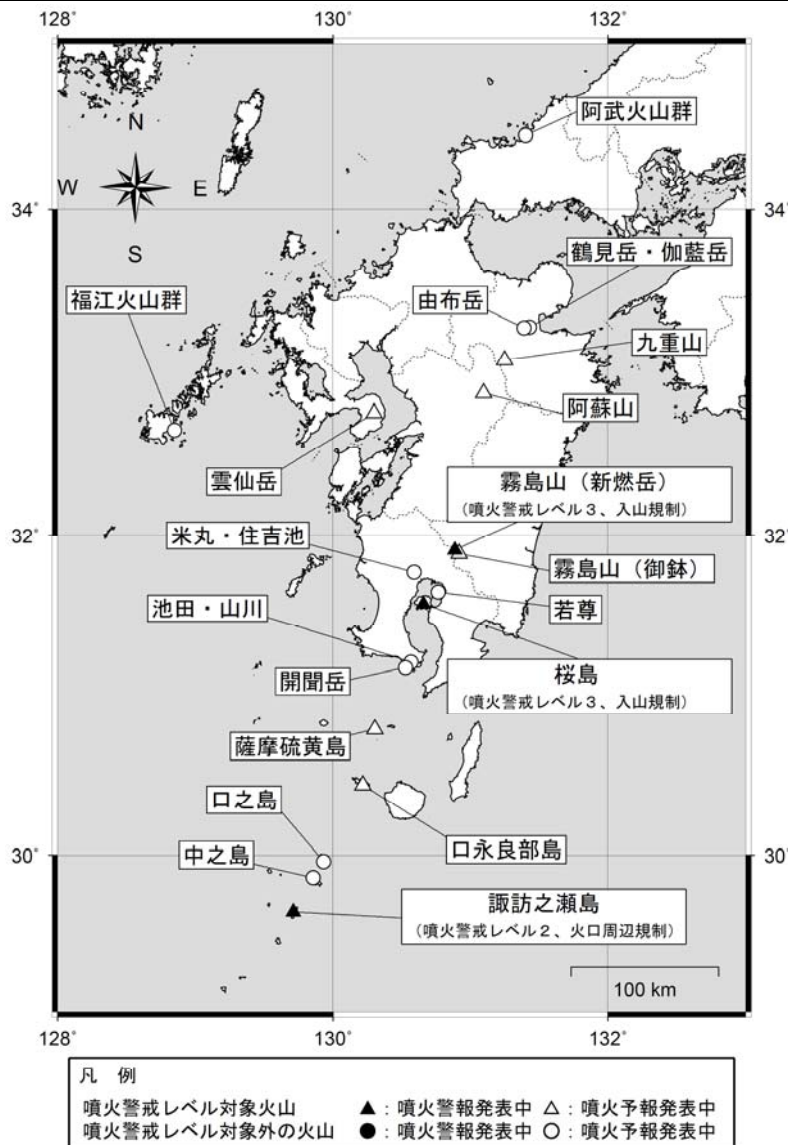 128° 130° 132°
阿武火山群
N
W E
S
34° 34°
鶴見岳・伽藍岳
福江火山群
由布岳
九重山
阿蘇山
雲仙岳
霧島山（新燃岳）
（噴火警戒レベル３、入山規制）
32° 32°
米丸・住吉池
霧島山（御鉢）
池田・山川
若尊
開聞岳
桜島
（噴火警戒レベル３、入山規制）
薩摩硫黄島
口之島
口永良部島
30° 30°
中之島
諏訪之瀬島
（噴火警戒レベル２、火口周辺規制）
100 km
128° 130° 132°
凡 例
噴火警戒レベル対象火山 ▲：噴火警報発表中 △：噴火予報発表中
噴火警戒レベル対象外の火山 ●：噴火警報発表中 ○：噴火予報発表中